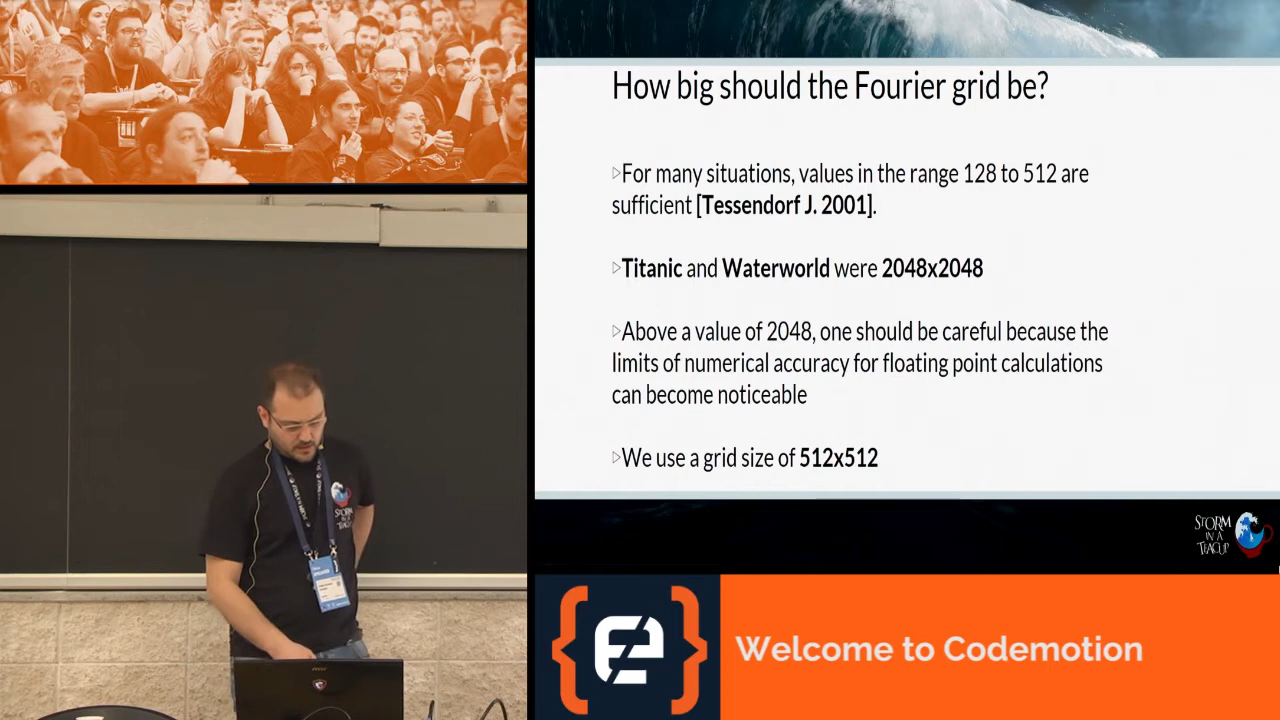 How big should the Fourier grid be?
▷For many situations, values in the range 128 to 512 are
sufficient [Tessendorf J. 2001].
▷Titanic and Waterworld were 2048x2048
▷Above a value of 2048, one should be careful because the
limits of numerical accuracy for floating point calculations
can become noticeable
▷We use a grid size of 512x512
STORM
IN A
TEACUP
Welcome to Codemotion
STORM
IN A
TEACUP